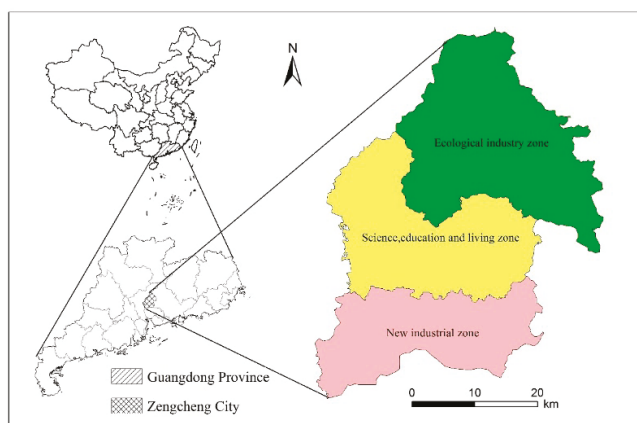 N
Ecological industry zone
Science,education and living zone
New industrial zone
Guangdong Province
Zengcheng City
0 10 20
km